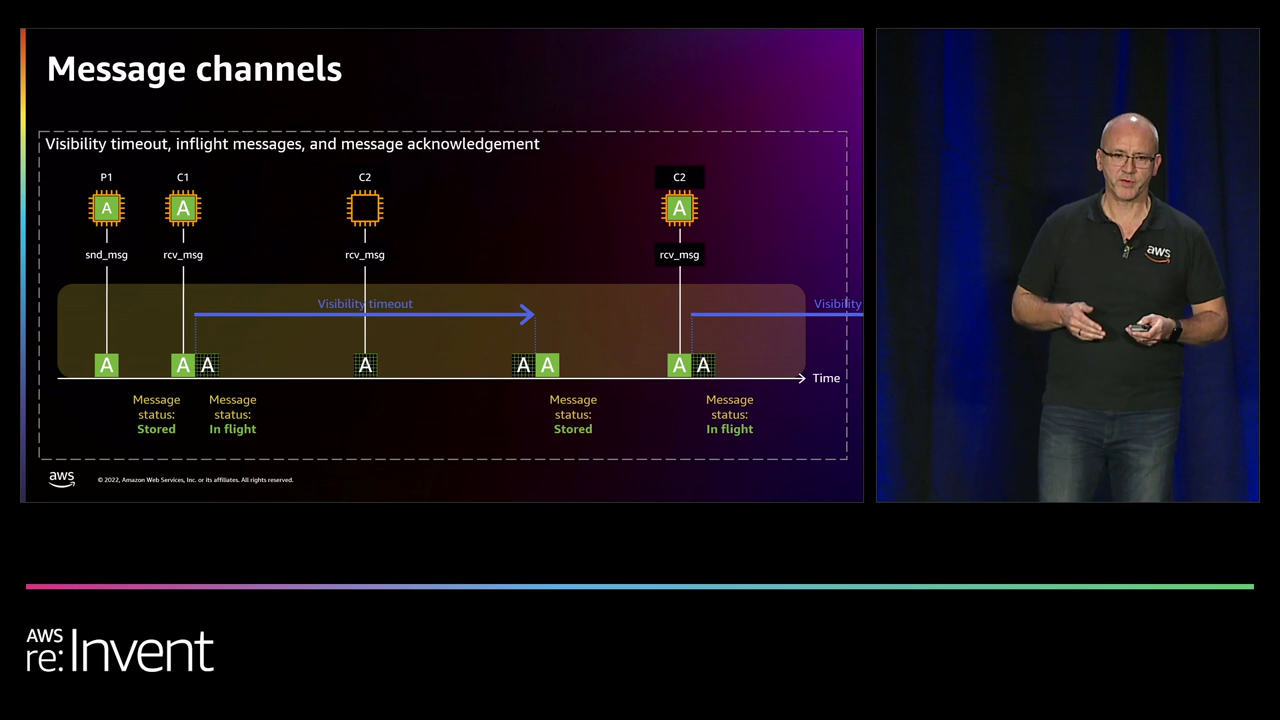 Message channels
Visibility timeout, inflight messages, and message acknowledgement
P1
C1
C2
C2
A
A
A
snd_msg
rcv_msg
rcv_msg
rcv_msg
Visibility timeout
Visibility
A
A
A
A
A
A
A
A
Time
Message
status:
Stored
Message
status:
In flight
Message
status:
Stored
Message
status:
In flight
aws
© 2022, Amazon Web Services, Inc. or its affiliates. All rights reserved.
aws
AWS
re:Invent